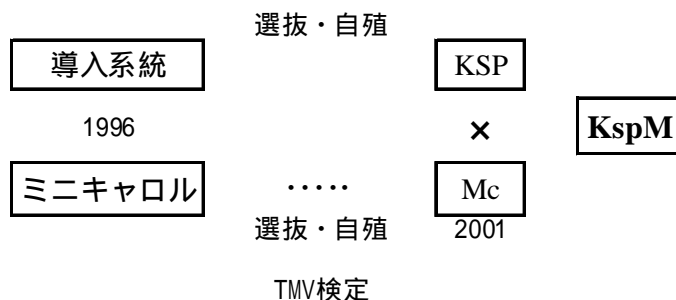 選抜・自殖
導入系統 KSP
1996 × KspM
ミニキャロル ・・・・・ Mc
選抜・自殖 2001
TMV検定